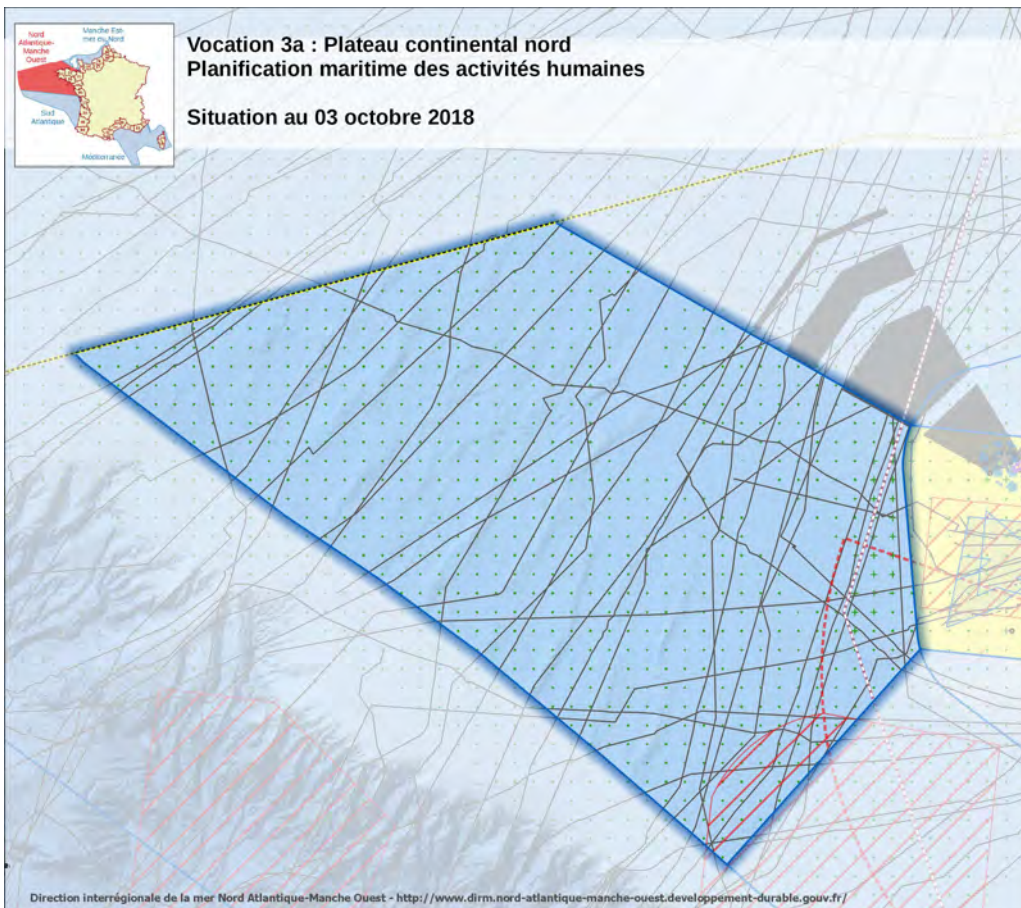 Vocation 3a : Plateau continental nord
Planification maritime des activités humaines
Situation au 03 octobre 2018
Nord
Atlantique-
Manche
Ouest
Manche Est-
mer du Nord
Sud
Atlantique
Méditerranée
Direction interrégionale de la mer Nord Atlantique-Manche Ouest - http://www.dirm.nord-atlantique-manche-ouest.developpement-durable.gouv.fr/